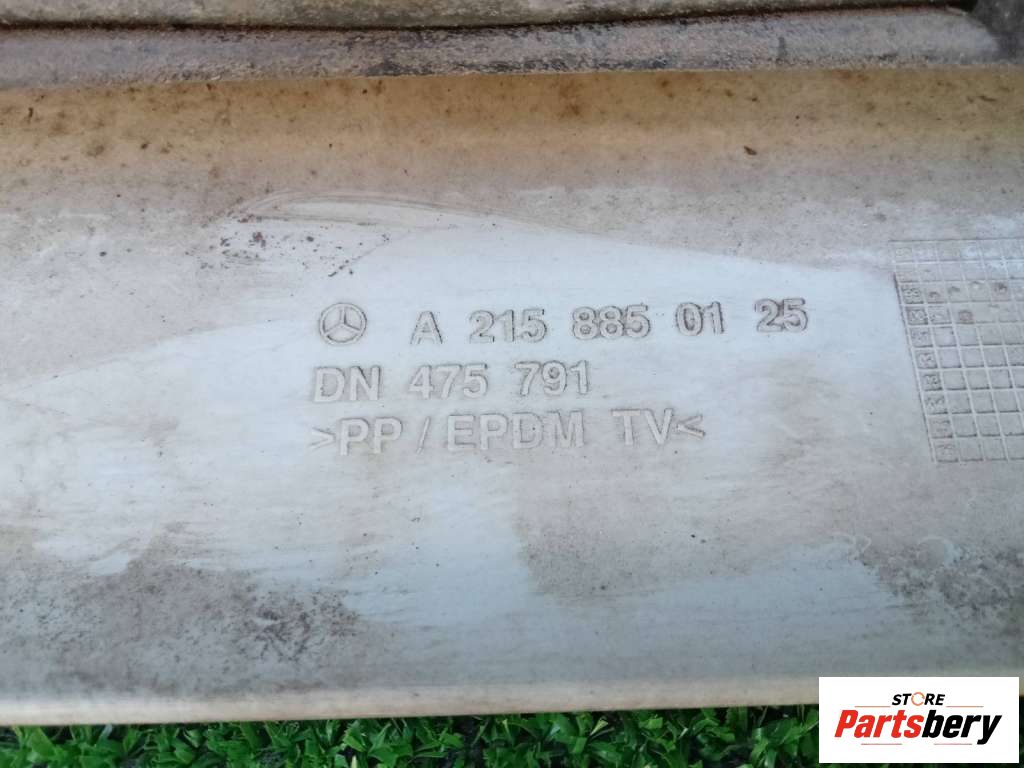 A 215 885 01 25
DN 475 791
>PP / EPDM TV<
STORE
Partsbery